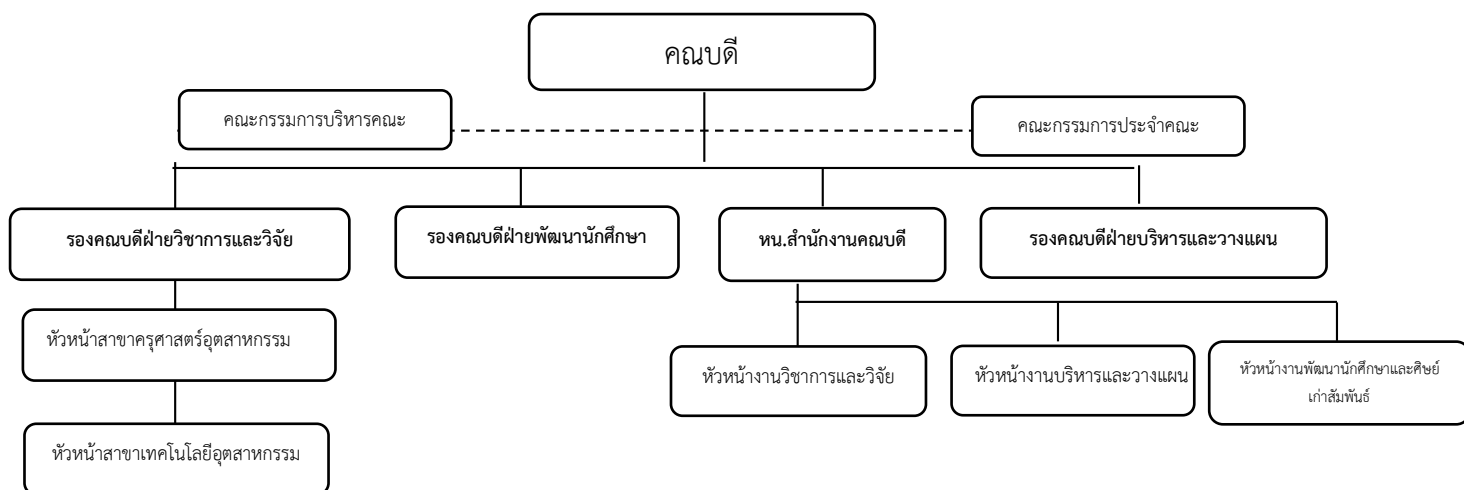 คณบดี
คณะกรรมการบริหารคณะ
คณะกรรมการประจำคณะ
รองคณบดีฝ่ายวิชาการและวิจัย
รองคณบดีฝ่ายพัฒนานักศึกษา
หน.สำนักงานคณบดี
รองคณบดีฝ่ายบริหารและวางแผน
หัวหน้าสาขาครุศาสตร์อุตสาหกรรม
หัวหน้างานวิชาการและวิจัย
หัวหน้างานบริหารและวางแผน
หัวหน้างานพัฒนานักศึกษาและศิษย์
เก่าสัมพันธ์
หัวหน้าสาขาเทคโนโลยีอุตสาหกรรม